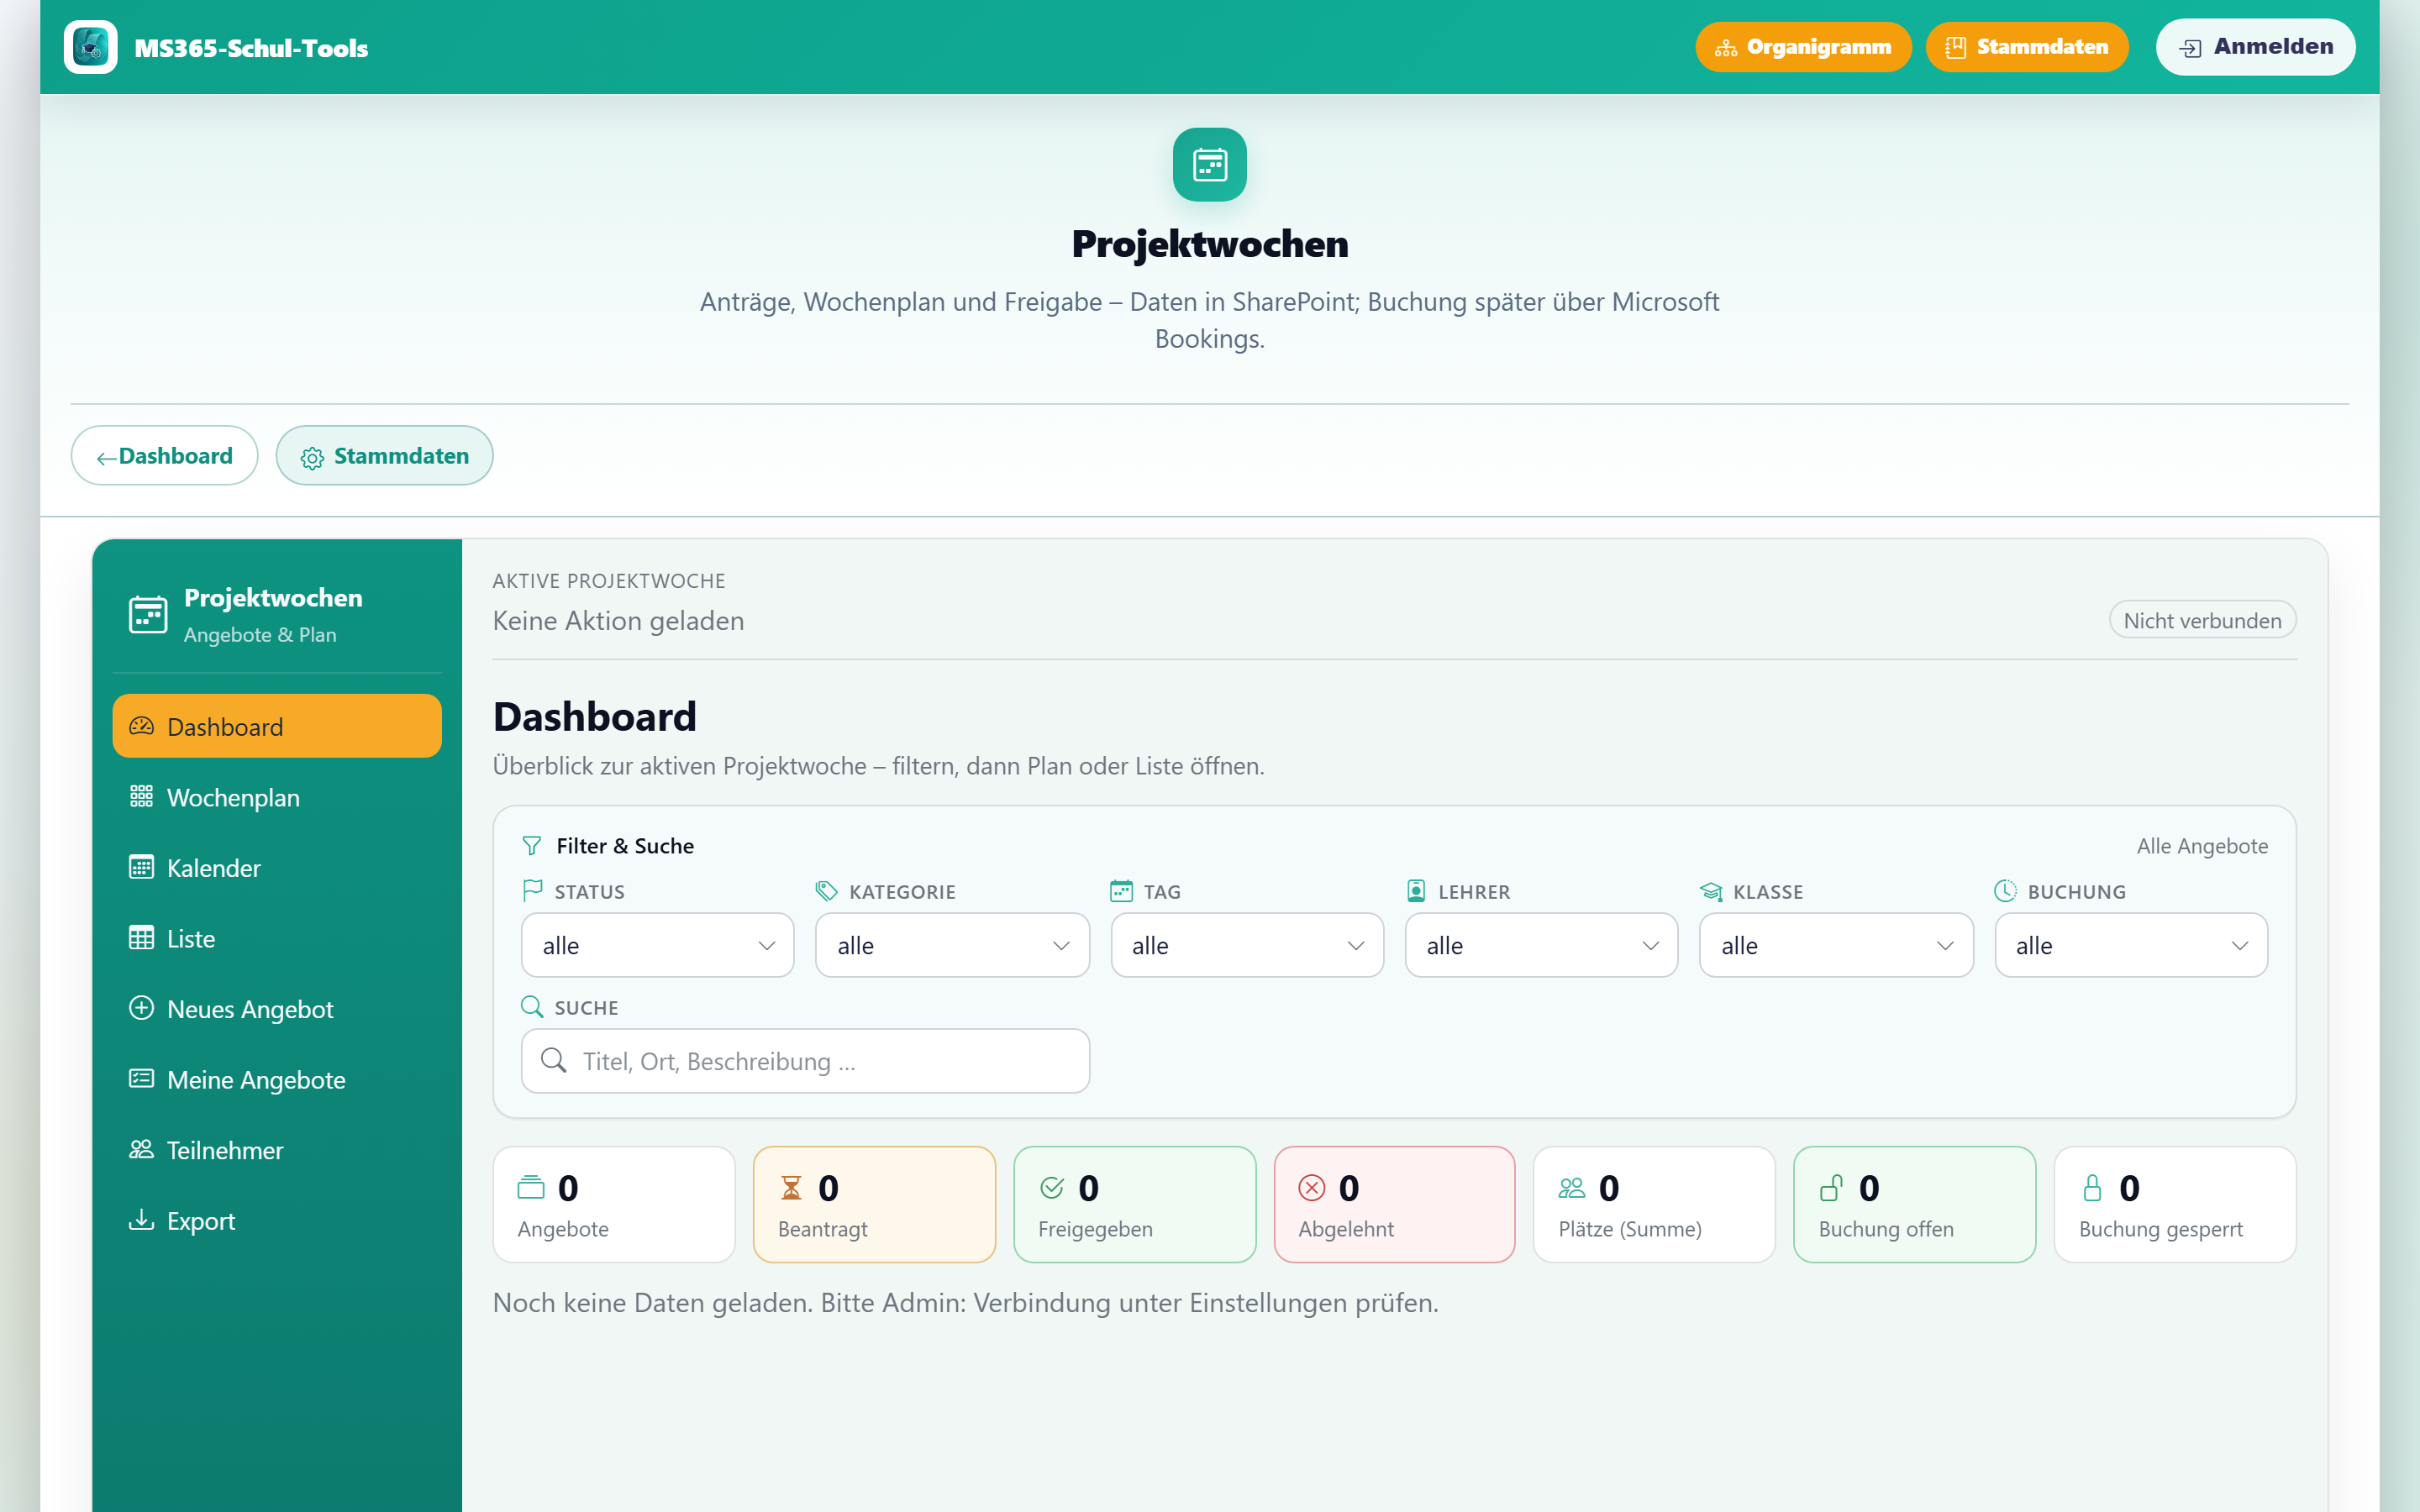 MS365-Schul-Tools
Organigramm
Stammdaten
Anmelden
Projektwochen
Anträge, Wochenplan und Freigabe – Daten in SharePoint; Buchung später über Microsoft
Bookings.
←Dashboard
Stammdaten
Projektwochen
Angebote & Plan
Dashboard
Wochenplan
Kalender
Liste
Neues Angebot
Meine Angebote
Teilnehmer
Export
AKTIVE PROJEKTWOCHE
Keine Aktion geladen
Nicht verbunden
Dashboard
Überblick zur aktiven Projektwoche – filtern, dann Plan oder Liste öffnen.
Filter & Suche
Alle Angebote
STATUS
KATEGORIE
TAG
LEHRER
KLASSE
BUCHUNG
alle
alle
alle
alle
alle
alle
SUCHE
Titel, Ort, Beschreibung ...
0
Angebote
0
Beantragt
0
Freigegeben
0
Abgelehnt
0
Plätze (Summe)
0
Buchung offen
0
Buchung gesperrt
Noch keine Daten geladen. Bitte Admin: Verbindung unter Einstellungen prüfen.